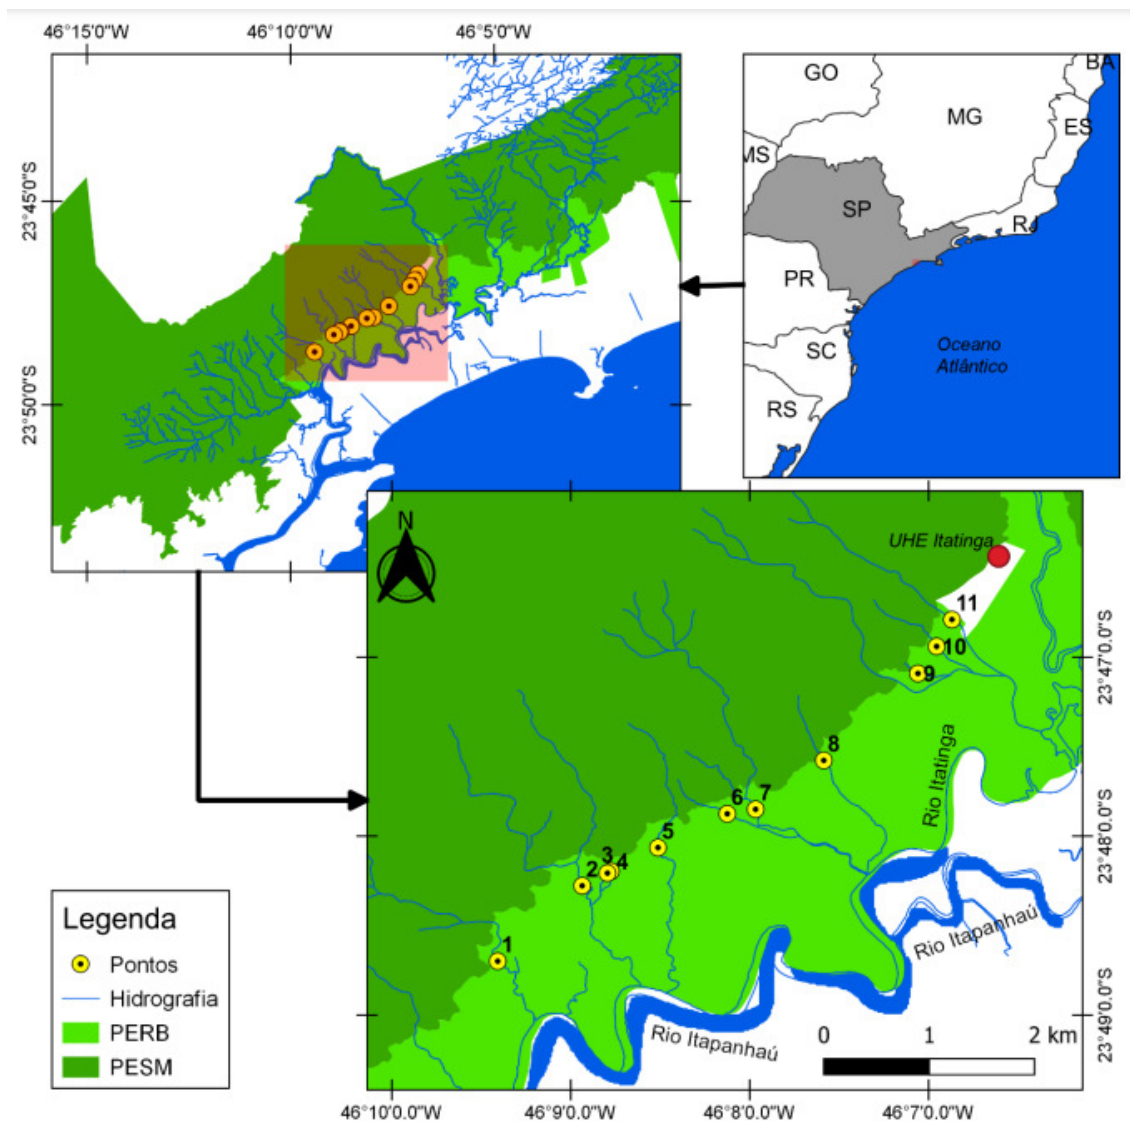 46°15'0"W 46°10'0"W 46°5'0"W
23°45'0"S
23°50'0"S
GO
BA
MG
ES
MS
SP
RJ
PR
SC
RS
Oceano
Atlântico
N
UHE Itatinga
11
10
9
8
7
6
5
4
3
2
1
Rio Itatinga
Rio Itapanhaú
Rio Itapanhaú
0 1 2 km
23°47'0.0"S
23°48'0.0"S
23°49'0.0"S
46°10'0.0"W 46°9'0.0"W 46°8'0.0"W 46°7'0.0"W
Legenda
Pontos
Hidrografia
PERB
PESM